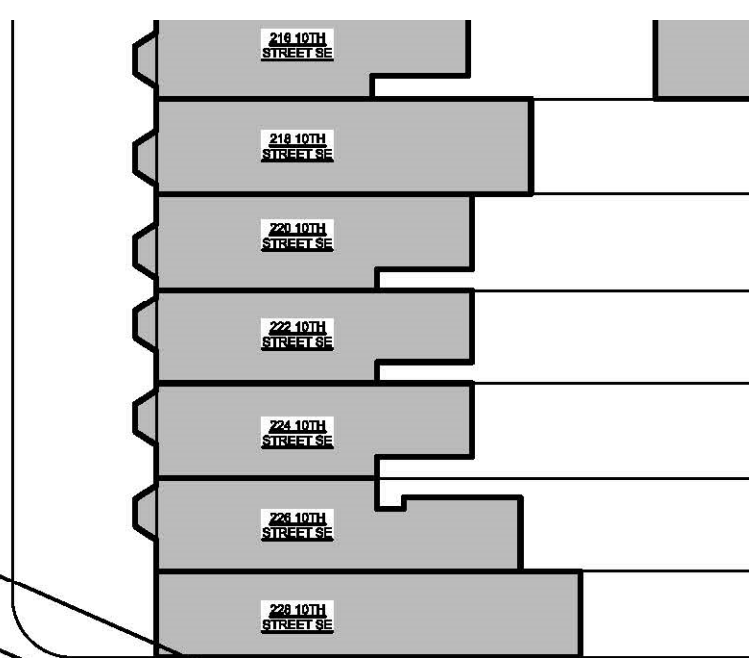 216 10TH
STREET SE
218 10TH
STREET SE
220 10TH
STREET SE
222 10TH
STREET SE
224 10TH
STREET SE
226 10TH
STREET SE
228 10TH
STREET SE